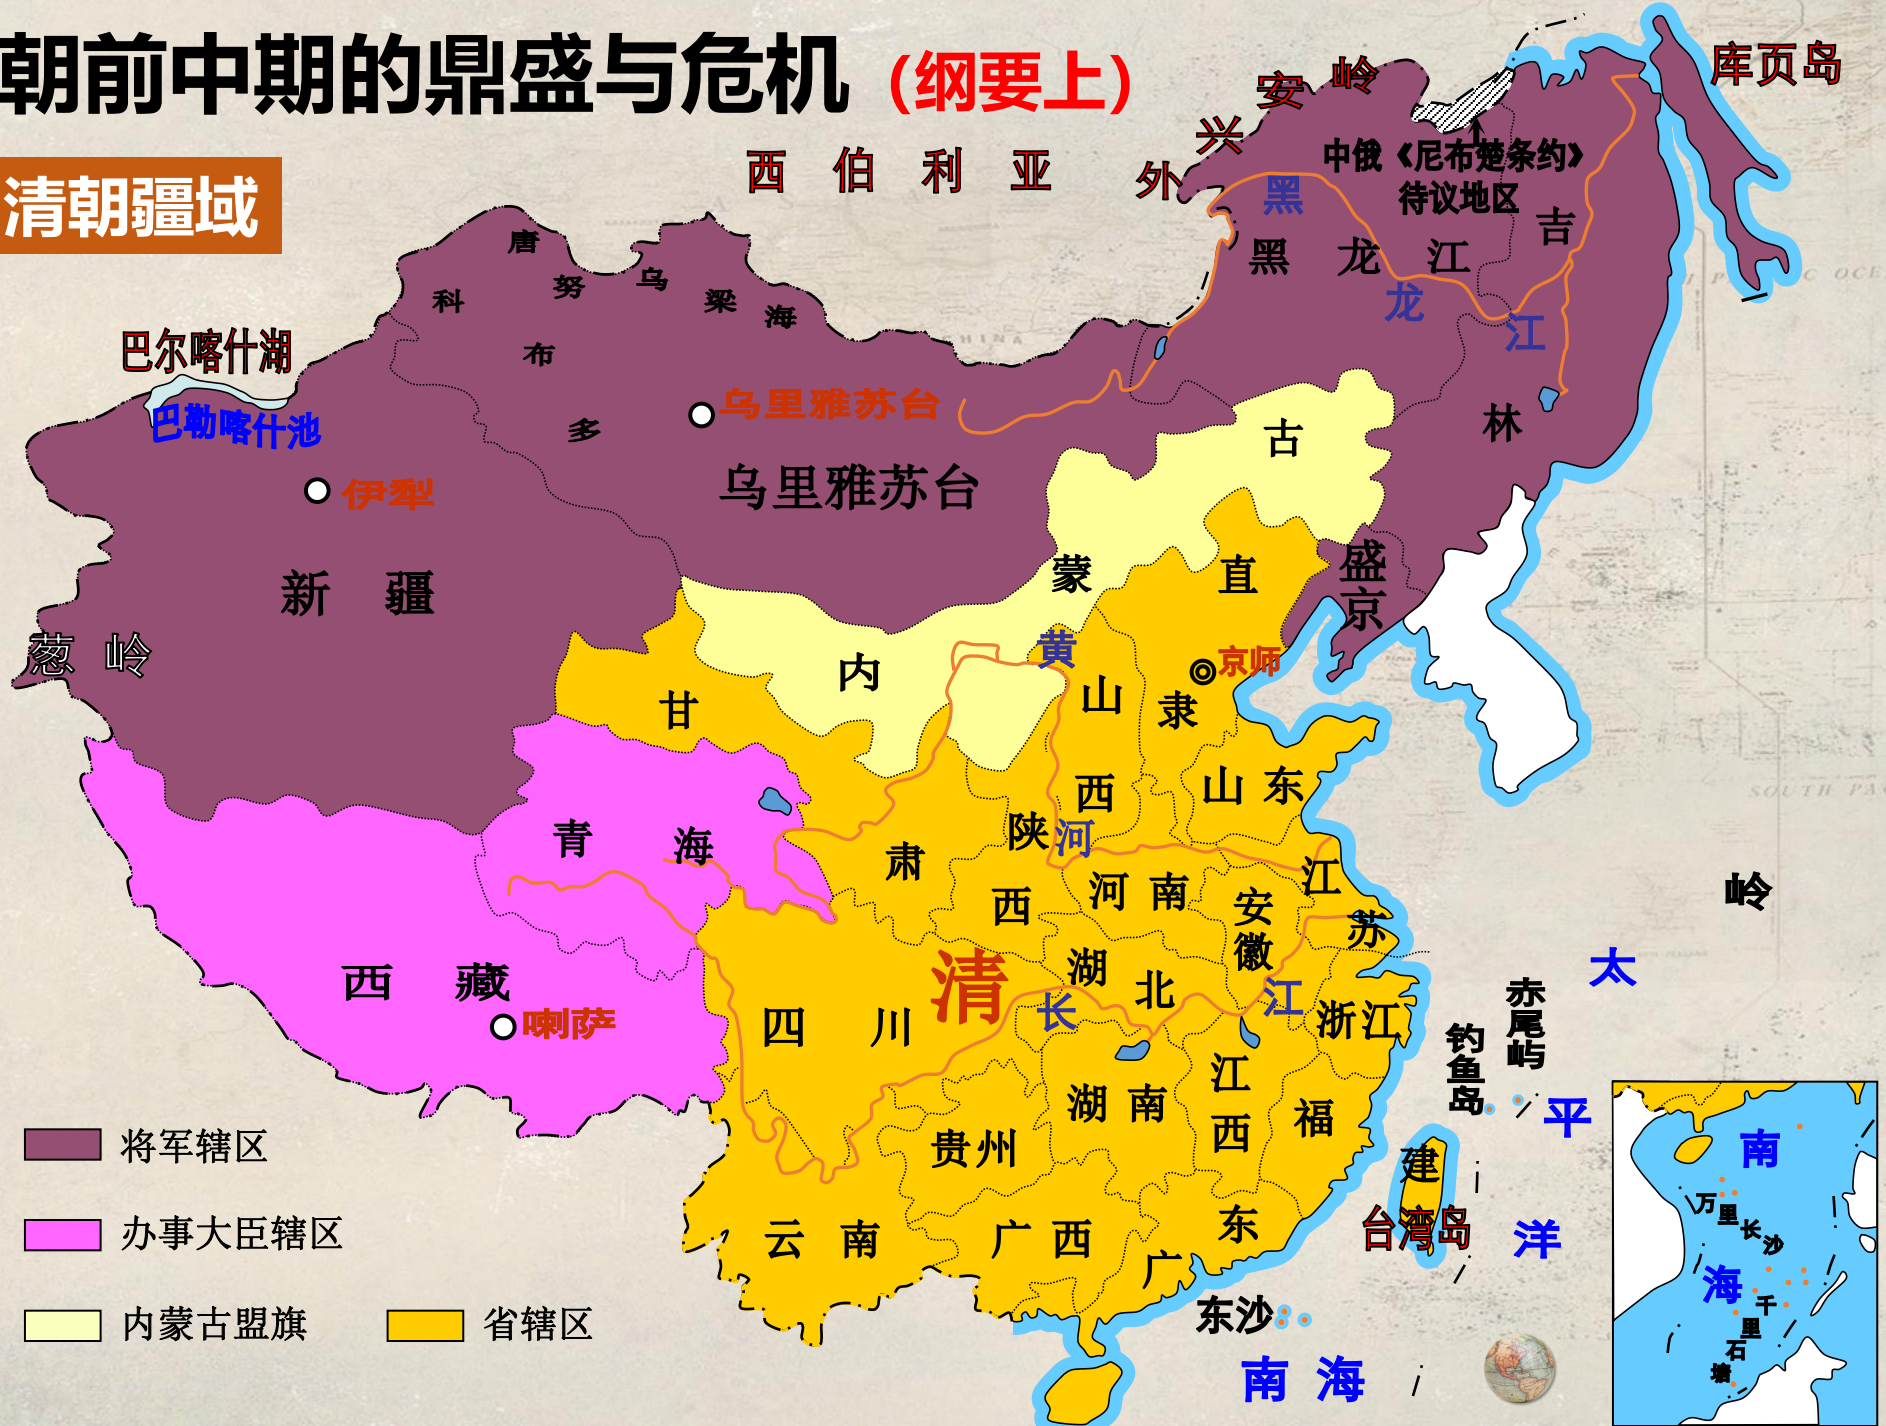 朝前中期的鼎盛与危机（纲要上）
清朝疆域
库页岛
西伯利亚
外兴安岭
中俄《尼布楚条约》
待议地区
黑龙江
黑龙江
吉林
唐努乌梁海
科布多
巴尔喀什湖
巴勒喀什池
乌里雅苏台
乌里雅苏台
伊犁
新疆
葱岭
内蒙古
盛京
直隶
京师
黄河
山西
山东
甘肃
陕西
青海
河南
安徽
江苏
西藏
喇萨
清
四川
湖北
长江
浙江
江西
湖南
贵州
福建
台湾岛
云南
广西
广东
岭
太平洋
赤尾屿
钓鱼岛
东沙
南海
将军辖区
办事大臣辖区
内蒙古盟旗
省辖区
南海
万里长沙
千里石塘